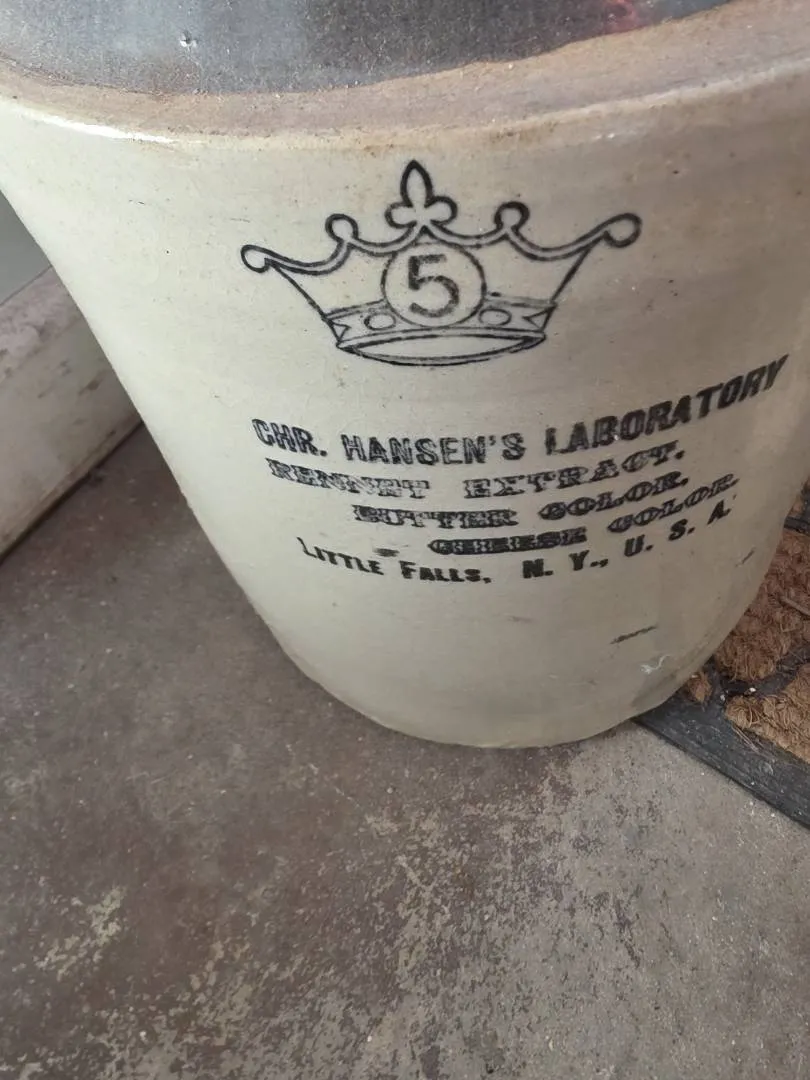 5
CHR. HANSEN'S LABORATORY
RENNET EXTRACT.
BUTTER COLOR.
CHEESE COLOR.
LITTLE FALLS, N. Y., U. S. A.